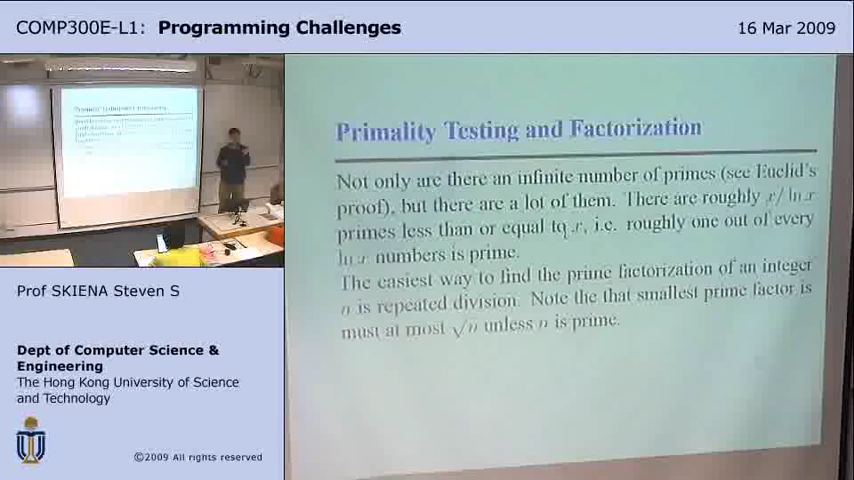 COMP300E-L1: Programming Challenges
16 Mar 2009
Primality Testing and Factorization
Not only are there an infinite number of primes (see Euclid's
proof), but there are a lot of them. There are roughly x/ ln x
primes less than or equal to x, i.e. roughly one out of every
ln x numbers is prime.
The easiest way to find the prime factorization of an integer
n is repeated division. Note the that smallest prime factor is
must at most √n unless n is prime.
Prof SKIENA Steven S
Dept of Computer Science &
Engineering
The Hong Kong University of Science
and Technology
©2009 All rights reserved